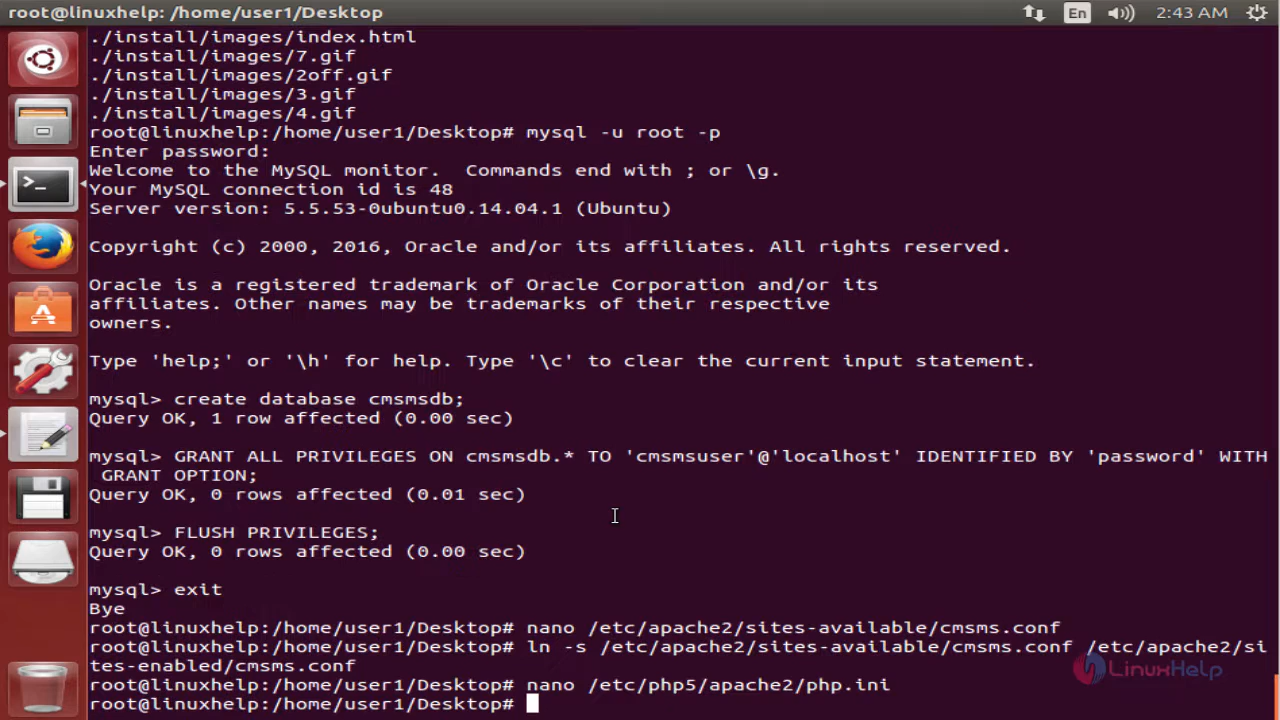 root@linuxhelp: /home/user1/Desktop
En
2:43 AM
./install/images/index.html
./install/images/7.gif
./install/images/2off.gif
./install/images/3.gif
./install/images/4.gif
root@linuxhelp:/home/user1/Desktop# mysql -u root -p
Enter password:
Welcome to the MySQL monitor.  Commands end with ; or \g.
Your MySQL connection id is 48
Server version: 5.5.53-0ubuntu0.14.04.1 (Ubuntu)
Copyright (c) 2000, 2016, Oracle and/or its affiliates. All rights reserved.
Oracle is a registered trademark of Oracle Corporation and/or its
affiliates. Other names may be trademarks of their respective
owners.
Type 'help;' or '\h' for help. Type '\c' to clear the current input statement.
mysql> create database cmsmsdb;
Query OK, 1 row affected (0.00 sec)
mysql> GRANT ALL PRIVILEGES ON cmsmsdb.* TO 'cmsmsuser'@'localhost' IDENTIFIED BY 'password' WITH
GRANT OPTION;
Query OK, 0 rows affected (0.01 sec)
mysql> FLUSH PRIVILEGES;
Query OK, 0 rows affected (0.00 sec)
mysql> exit
Bye
root@linuxhelp:/home/user1/Desktop# nano /etc/apache2/sites-available/cmsms.conf
root@linuxhelp:/home/user1/Desktop# ln -s /etc/apache2/sites-available/cmsms.conf /etc/apache2/si
tes-enabled/cmsms.conf
root@linuxhelp:/home/user1/Desktop# nano /etc/php5/apache2/php.ini
root@linuxhelp:/home/user1/Desktop#
LinuxHelp